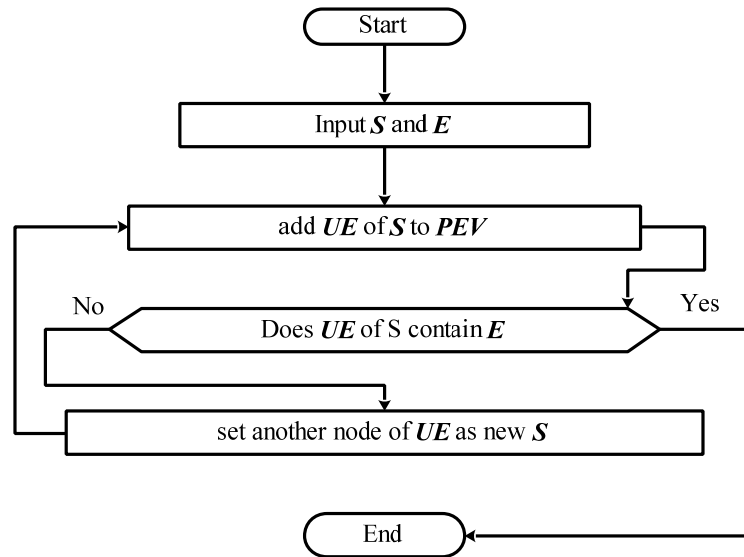 Start
Input S and E
add UE of S to PEV
No
Yes
Does UE of S contain E
set another node of UE as new S
End